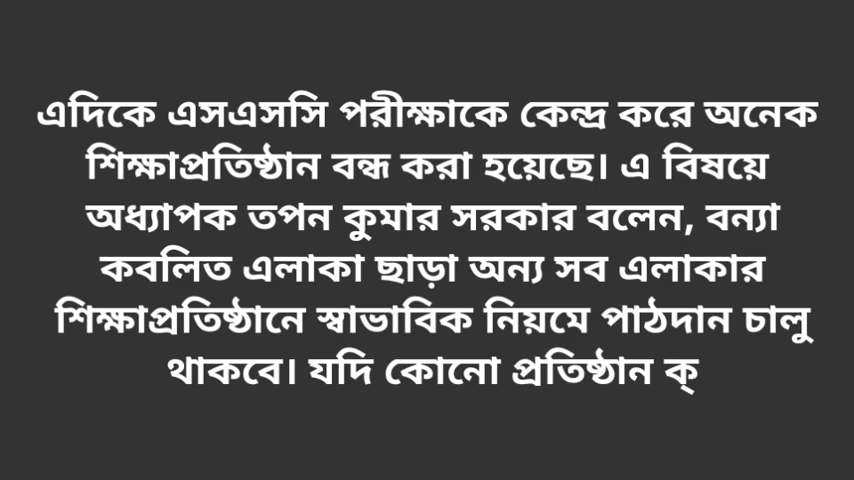 এদিকে এসএসসি পরীক্ষাকে কেন্দ্র করে অনেক
শিক্ষাপ্রতিষ্ঠান বন্ধ করা হয়েছে। এ বিষয়ে
অধ্যাপক তপন কুমার সরকার বলেন, বন্যা
কবলিত এলাকা ছাড়া অন্য সব এলাকার
শিক্ষাপ্রতিষ্ঠানে স্বাভাবিক নিয়মে পাঠদান চালু
থাকবে। যদি কোনো প্রতিষ্ঠান ক্